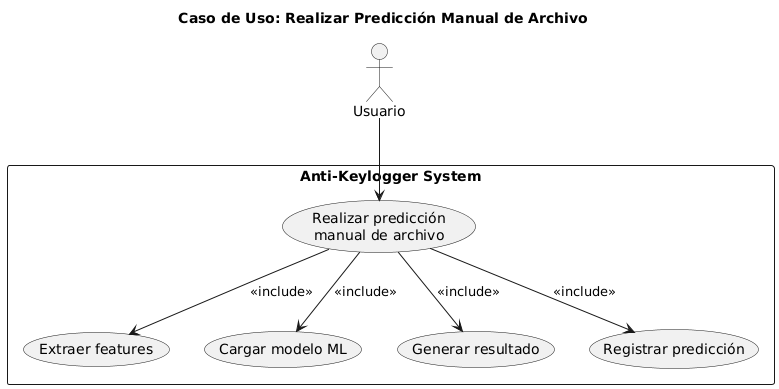 Caso de Uso: Realizar Predicción Manual de Archivo
Usuario
Anti-Keylogger System
Realizar predicción
manual de archivo
«include»
«include»
«include»
«include»
Extraer features
Cargar modelo ML
Generar resultado
Registrar predicción